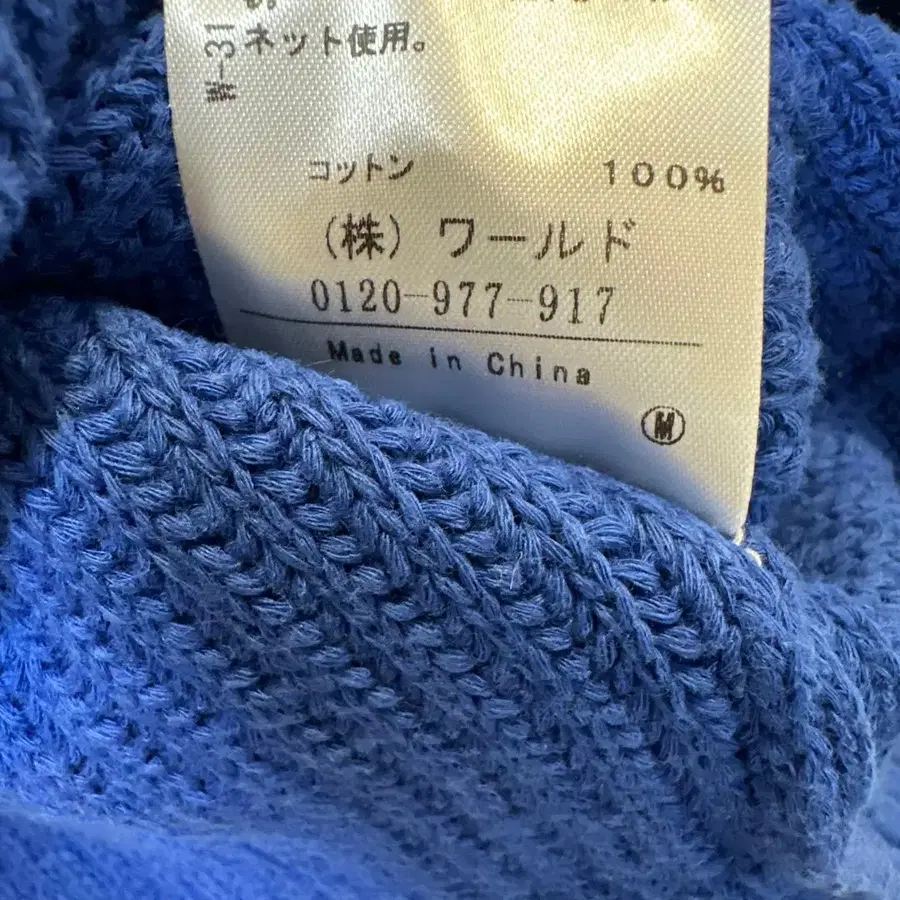 ネット使用。
W-31
コットン 100%
(株) ワールド
0120-977-917
Made in China
M